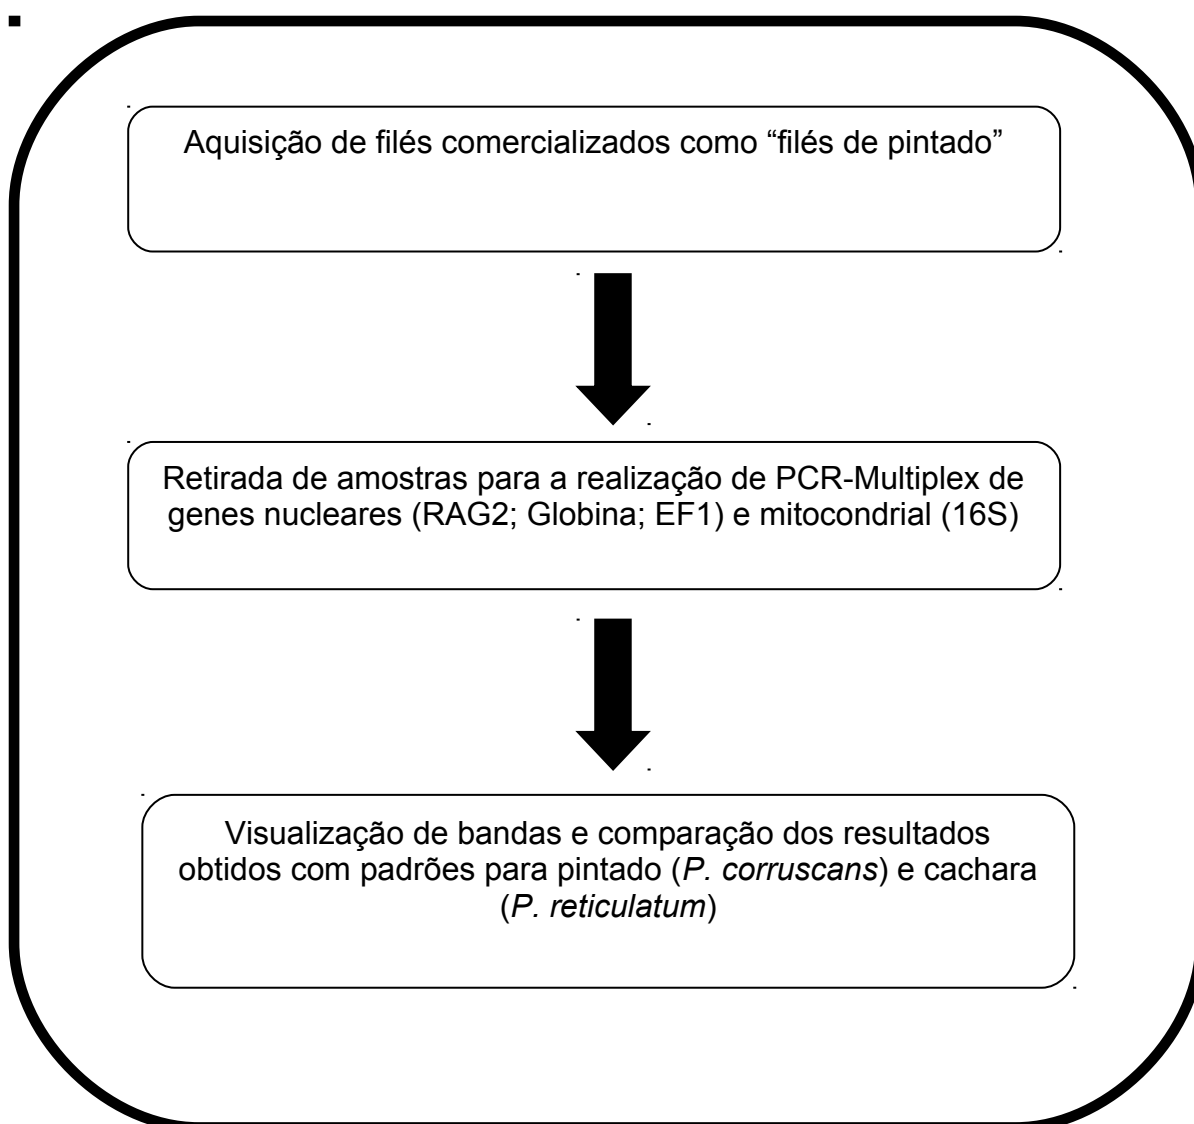 Aquisição de filés comercializados como “filés de pintado”
Retirada de amostras para a realização de PCR-Multiplex de
genes nucleares (RAG2; Globina; EF1) e mitocondrial (16S)
Visualização de bandas e comparação dos resultados
obtidos com padrões para pintado (P. corruscans) e cachara
(P. reticulatum)